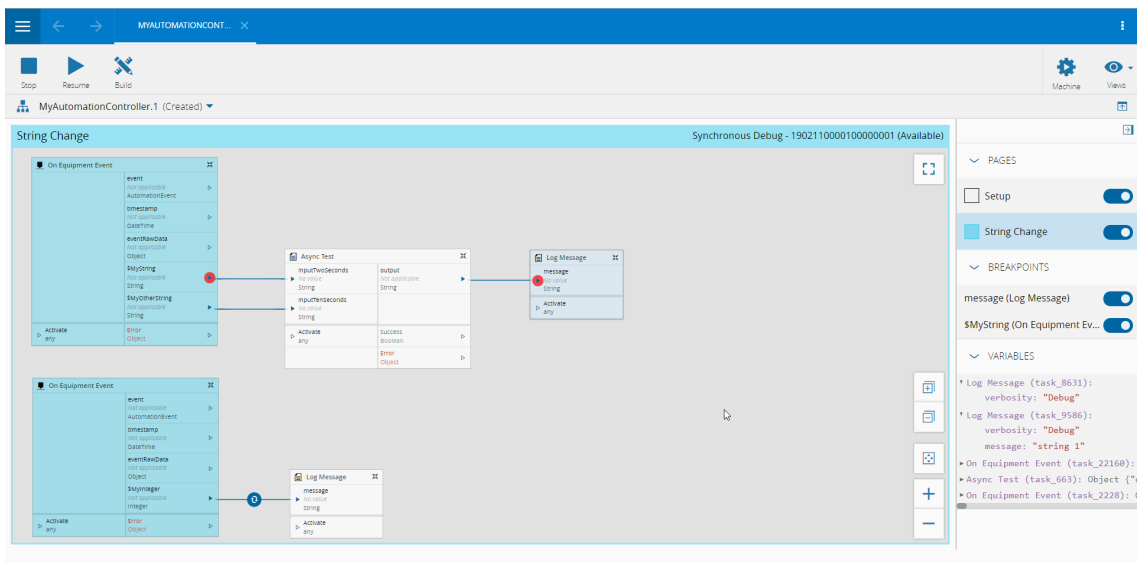 MYAUTOMATIONCONT...
Stop
Resume
Build
Machine
Views
MyAutomationController.1 (Created)
String Change
Synchronous Debug - 1902110000100000001 (Available)
On Equipment Event
event
Not applicable
AutomationEvent
timestamp
Not applicable
DateTime
eventRawData
Not applicable
Object
$MyString
Not applicable
String
$MyOtherString
Not applicable
String
Activate
any
Error
Object
Async Test
inputTwoSeconds
No value
String
output
Not applicable
String
inputTenSeconds
No value
String
Activate
any
Success
Boolean
Error
Object
Log Message
message
No value
String
Activate
any
On Equipment Event
event
Not applicable
AutomationEvent
timestamp
Not applicable
DateTime
eventRawData
Not applicable
Object
$MyInteger
Not applicable
Integer
Activate
any
Error
Object
Log Message
message
No value
String
Activate
any
PAGES
Setup
String Change
BREAKPOINTS
message (Log Message)
$MyString (On Equipment Ev...
VARIABLES
Log Message (task_8631):
verbosity: "Debug"
Log Message (task_9586):
verbosity: "Debug"
message: "string 1"
On Equipment Event (task_22160):
Async Test (task_663): Object {"
On Equipment Event (task_2228):